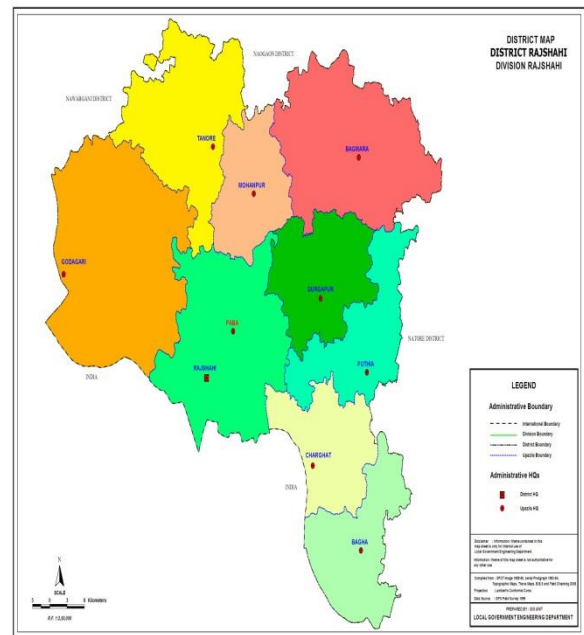 DISTRICT MAP
DISTRICT RAJSHAHI
DIVISION RAJSHAHI
NAOGAON DISTRICT
NAWABGANJ DISTRICT
TANORE
BAGMARA
MOHANPUR
GODAGARI
DURGAPUR
PABA
NATORE DISTRICT
PUTHIA
RAJSHAHI
INDIA
CHARGHAT
INDIA
BAGHA
LEGEND
Administrative Boundary
International Boundary
Division Boundary
District Boundary
Upazila Boundary
Administrative HQs
District HQ
Upazila HQ
N
SCALE
Kilometers
LOCAL GOVERNMENT ENGINEERING DEPARTMENT